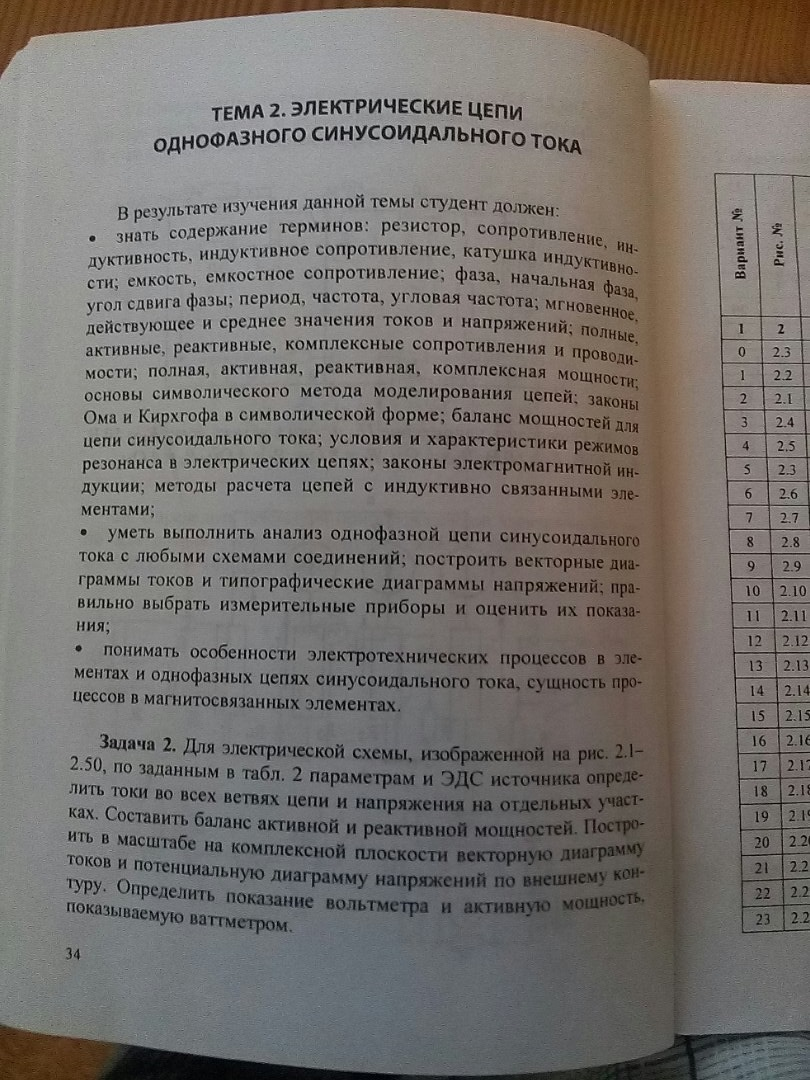 ТЕМА 2. ЭЛЕКТРИЧЕСКИЕ ЦЕПИ
ОДНОФАЗНОГО СИНУСОИДАЛЬНОГО ТОКА
В результате изучения данной темы студент должен:
• знать содержание терминов: резистор, сопротивление, ин-
дуктивность, индуктивное сопротивление, катушка индуктивно-
сти; емкость, емкостное сопротивление; фаза, начальная фаза,
угол сдвига фазы; период, частота, угловая частота; мгновенное,
действующее и среднее значения токов и напряжений; полные,
активные, реактивные, комплексные сопротивления и проводи-
мости; полная, активная, реактивная, комплексная мощности;
основы символического метода моделирования цепей; законы
Ома и Кирхгофа в символической форме; баланс мощностей для
цепи синусоидального тока; условия и характеристики режимов
резонанса в электрических цепях; законы электромагнитной ин-
дукции; методы расчета цепей с индуктивно связанными эле-
ментами;
• уметь выполнить анализ однофазной цепи синусоидального
тока с любыми схемами соединений; построить векторные диа-
граммы токов и типографические диаграммы напряжений; пра-
вильно выбрать измерительные приборы и оценить их показа-
ния;
• понимать особенности электротехнических процессов в эле-
ментах и однофазных цепях синусоидального тока, сущность про-
цессов в магнитосвязанных элементах.
Задача 2. Для электрической схемы, изображенной на рис. 2.1–
2.50, по заданным в табл. 2 параметрам и ЭДС источника опреде-
лить токи во всех ветвях цепи и напряжения на отдельных участ-
ках. Составить баланс активной и реактивной мощностей. Постро-
ить в масштабе на комплексной плоскости векторную диаграмму
токов и потенциальную диаграмму напряжений по внешнему кон-
туру. Определить показание вольтметра и активную мощность,
показываемую ваттметром.
34
Вариант № Рис. №
1 2
0 2.3
1 2.2
2 2.1
3 2.4
4 2.5
5 2.3
6 2.6
7 2.7
8 2.8
9 2.9
10 2.10
11 2.11
12 2.12
13 2.13
14 2.14
15 2.15
16 2.16
17
18
19
20
21
22
23